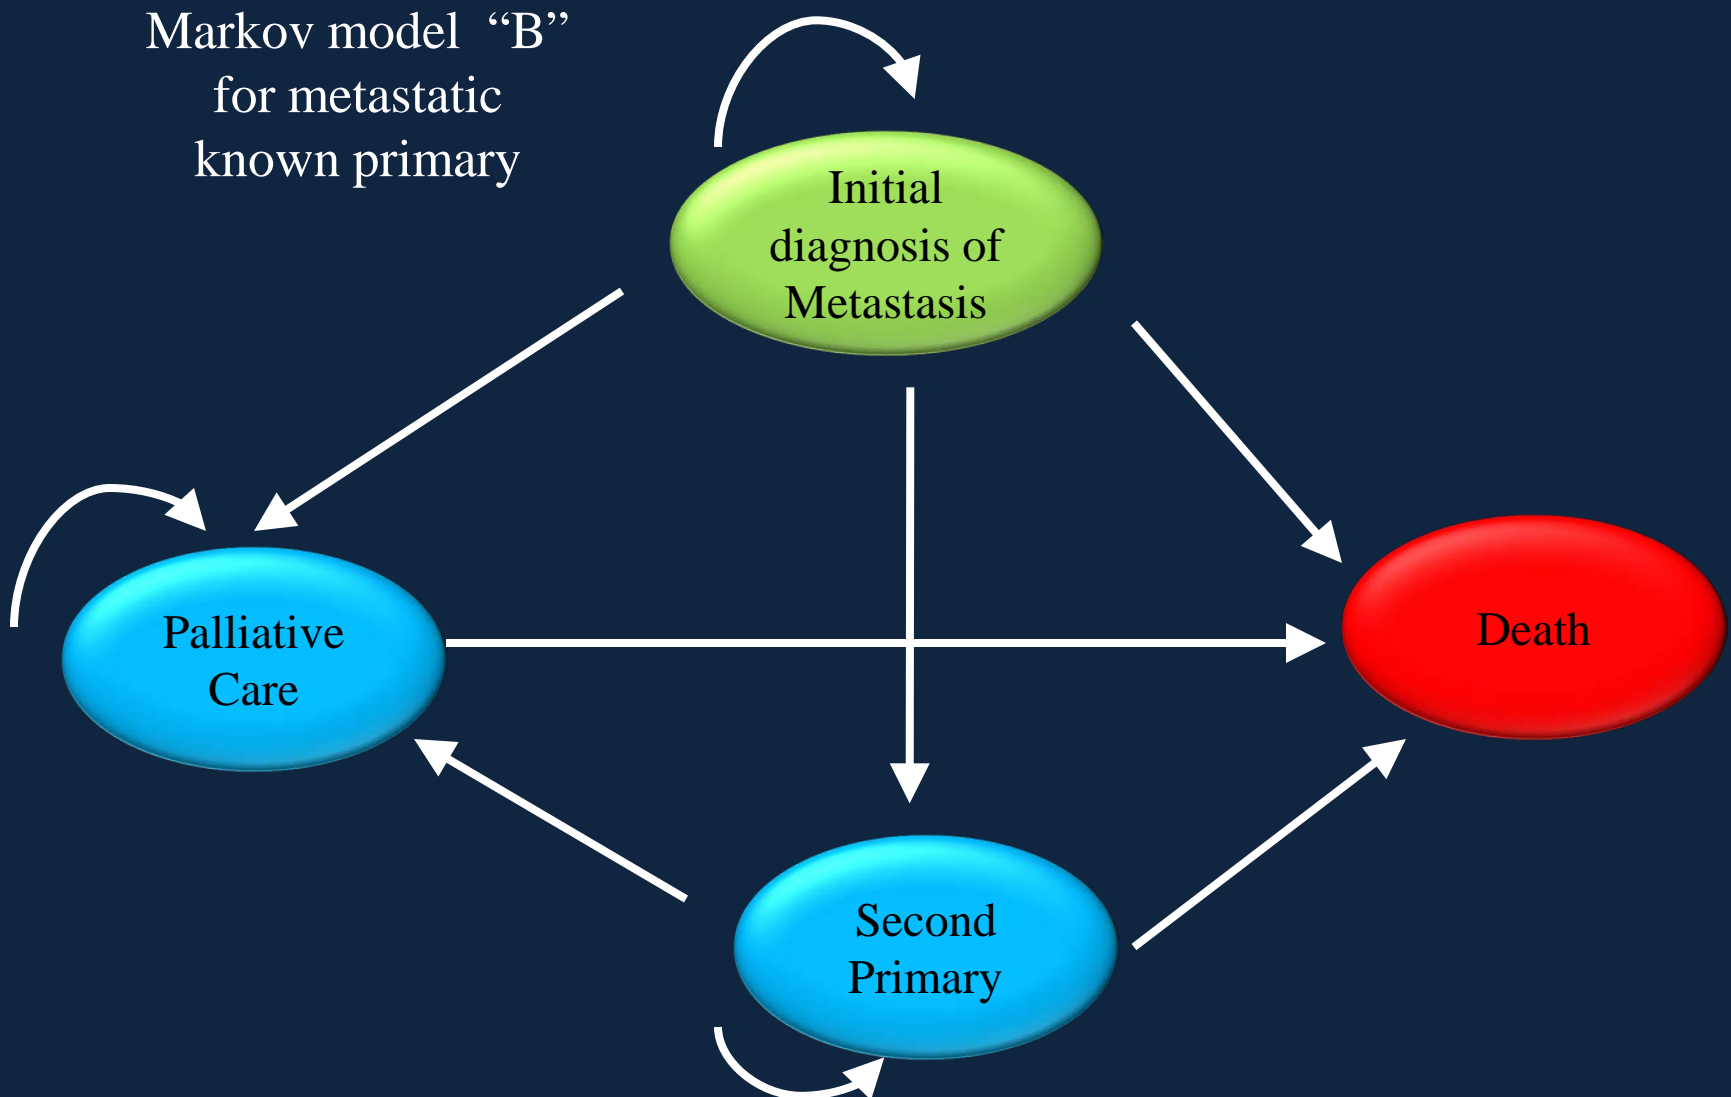 Markov model “B”
for metastatic
known primary
Initial
diagnosis of
Metastasis
Palliative
Care
Death
Second
Primary